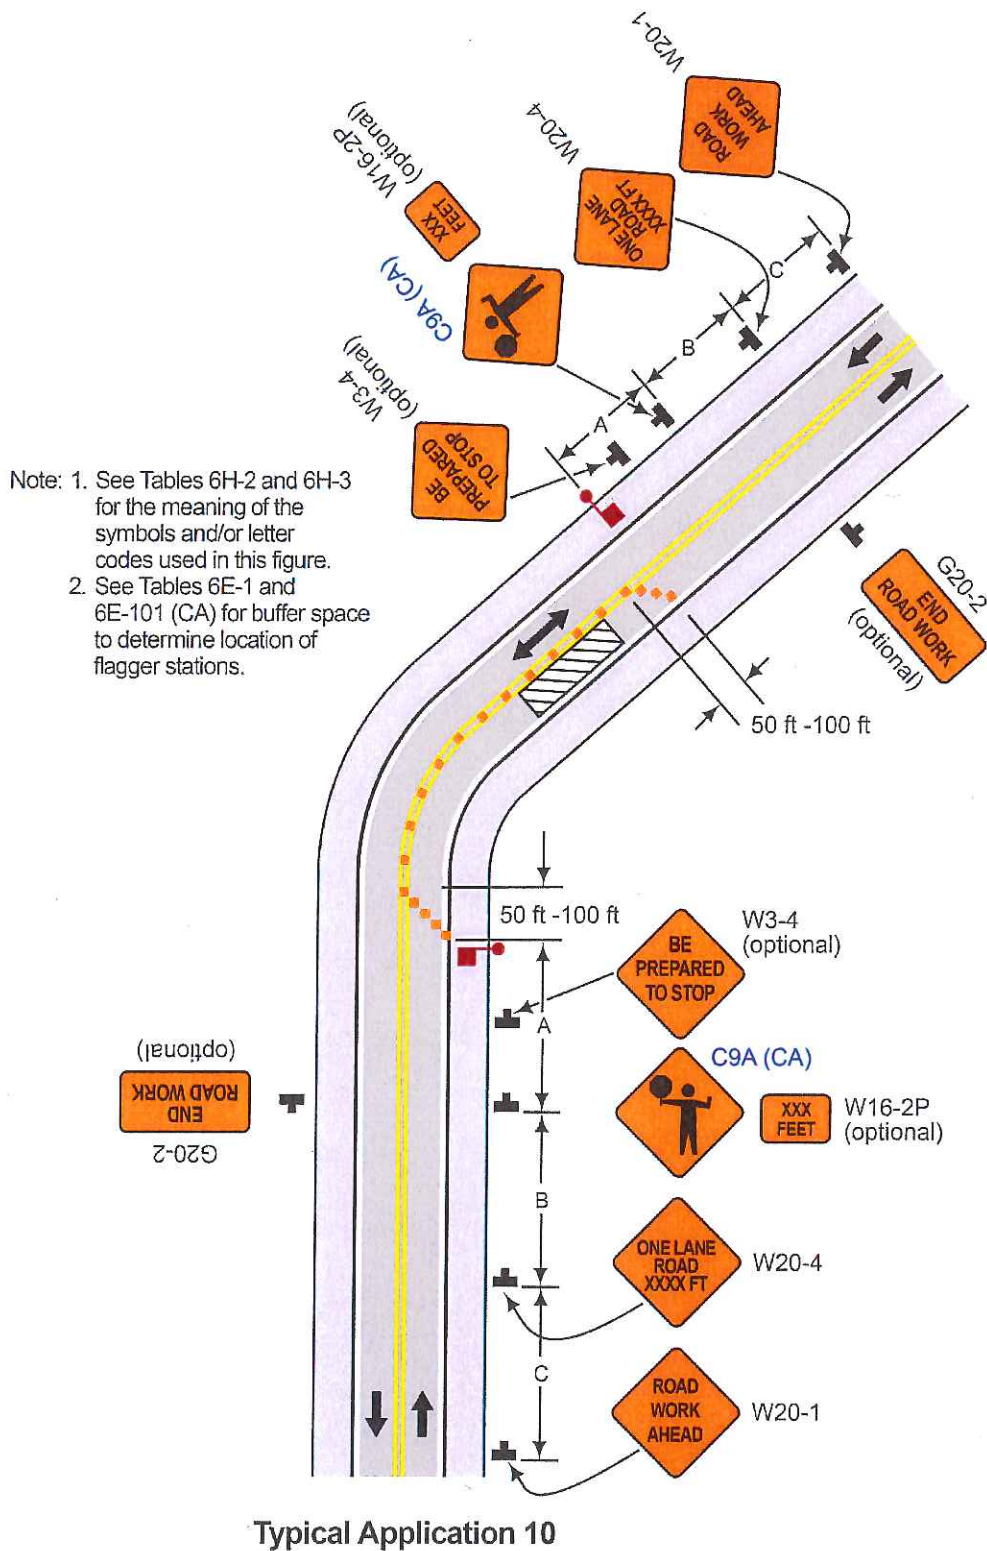 W20-1
ROAD
WORK
AHEAD
W20-4
ONE LANE
ROAD
XXXX FT
W16-2P
(optional)
XXX
FEET
C9A (CA)
W3-4
(optional)
BE
PREPARED
TO STOP
A
B
C
Note: 1. See Tables 6H-2 and 6H-3
for the meaning of the
symbols and/or letter
codes used in this figure.
2. See Tables 6E-1 and
6E-101 (CA) for buffer space
to determine location of
flagger stations.
G20-2
END
ROAD WORK
(optional)
50 ft -100 ft
50 ft -100 ft
BE
PREPARED
TO STOP
W3-4
(optional)
A
C9A (CA)
XXX
FEET
W16-2P
(optional)
(optional)
END
ROAD WORK
G20-2
B
ONE LANE
ROAD
XXXX FT
W20-4
C
ROAD
WORK
AHEAD
W20-1
Typical Application 10